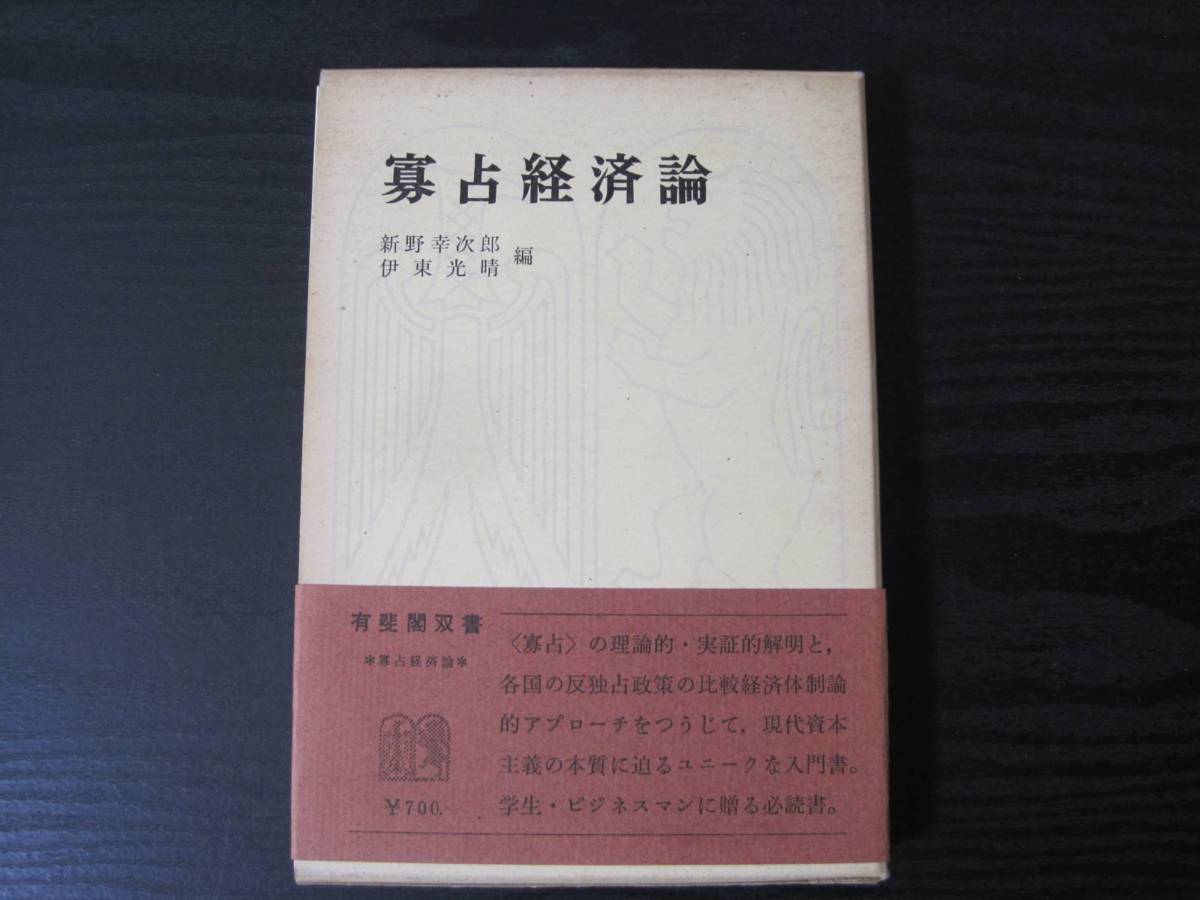 寡占経済論
新野幸次郎
伊東光晴
編
有斐閣双書
*寡占経済論*
¥700.
〈寡占〉の理論的・実証的解明と,
各国の反独占政策の比較経済体制論
的アプローチをつうじて,現代資本
主義の本質に迫るユニークな入門書。
学生・ビジネスマンに贈る必読書。